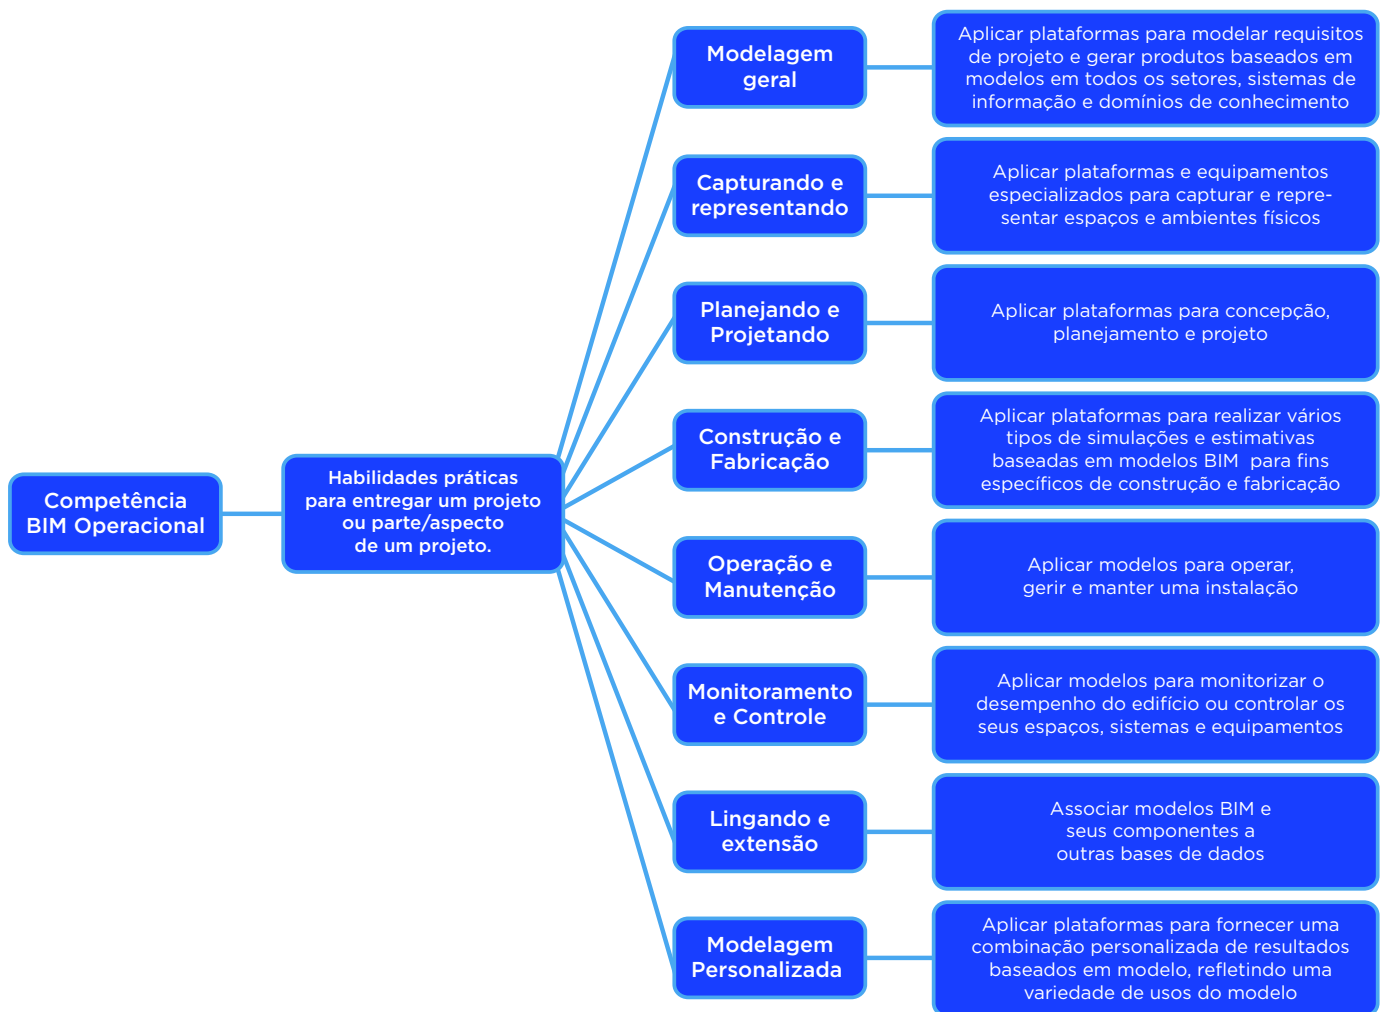 Competência
BIM Operacional
Habilidades práticas
para entregar um projeto
ou parte/aspecto
de um projeto.
Modelagem
geral
Aplicar plataformas para modelar requisitos
de projeto e gerar produtos baseados em
modelos em todos os setores, sistemas de
informação e domínios de conhecimento
Capturando e
representando
Aplicar plataformas e equipamentos
especializados para capturar e repre-
sentar espaços e ambientes físicos
Planejando e
Projetando
Aplicar plataformas para concepção,
planejamento e projeto
Construção e
Fabricação
Aplicar plataformas para realizar vários
tipos de simulações e estimativas
baseadas em modelos BIM  para fins
específicos de construção e fabricação
Operação e
Manutenção
Aplicar modelos para operar,
gerir e manter uma instalação
Monitoramento
e Controle
Aplicar modelos para monitorizar o
desempenho do edifício ou controlar os
seus espaços, sistemas e equipamentos
Lingando e
extensão
Associar modelos BIM e
seus componentes a
outras bases de dados
Modelagem
Personalizada
Aplicar plataformas para fornecer uma
combinação personalizada de resultados
baseados em modelo, refletindo uma
variedade de usos do modelo